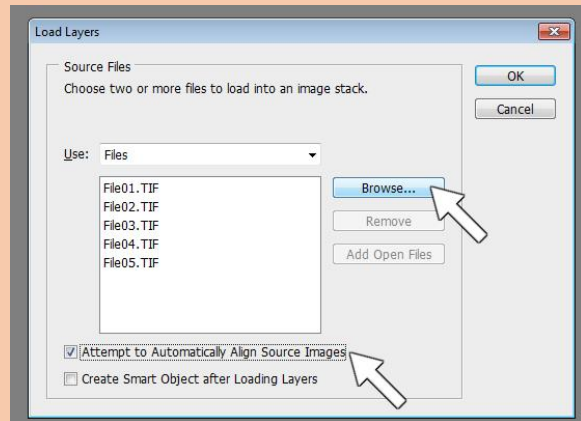 Load Layers
Source Files
Choose two or more files to load into an image stack.
OK
Cancel
Use: Files
File01.TIF
File02.TIF
File03.TIF
File04.TIF
File05.TIF
Browse...
Remove
Add Open Files
Attempt to Automatically Align Source Images
Create Smart Object after Loading Layers